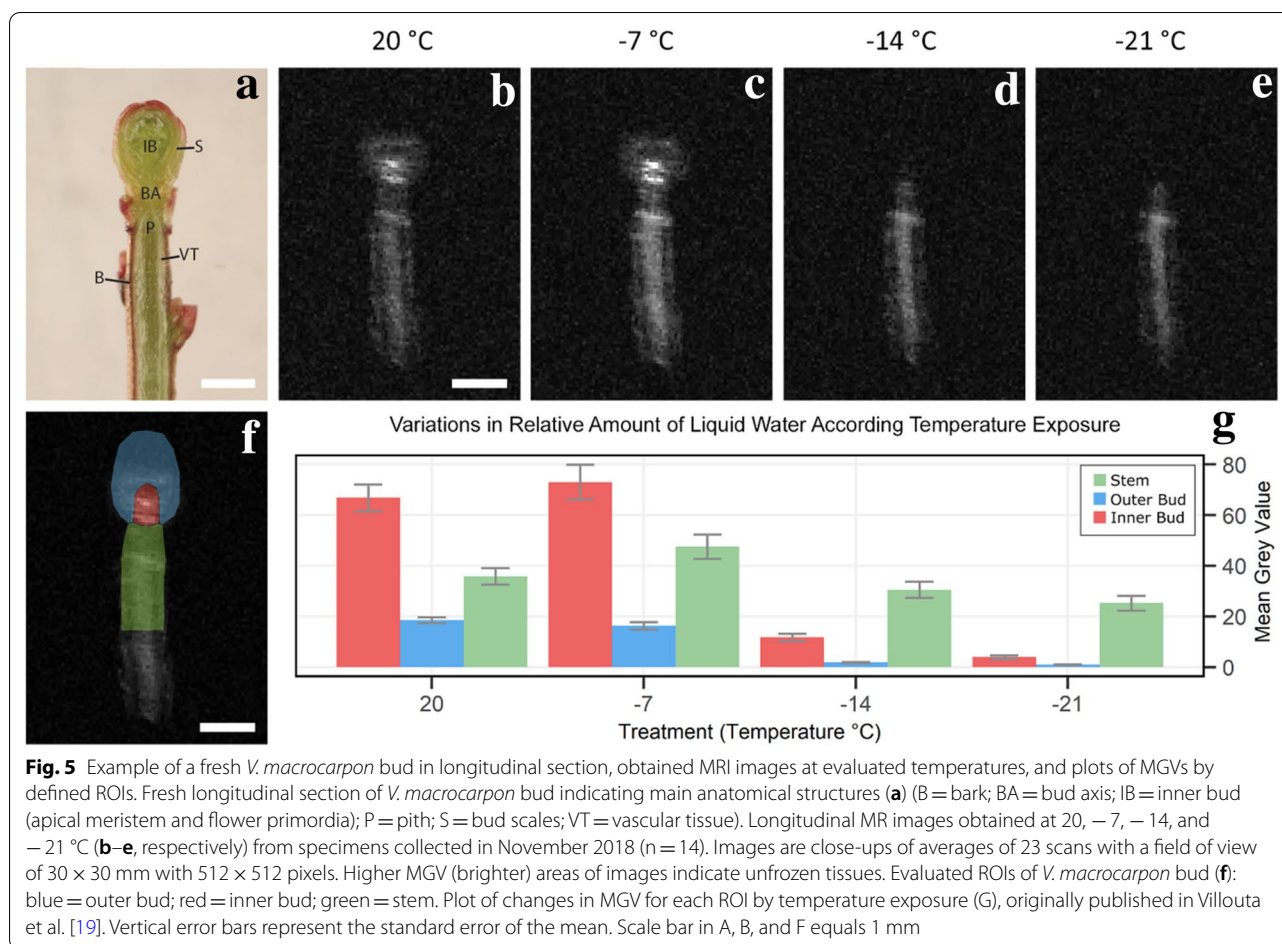 20 °C
-7 °C
-14 °C
-21 °C
a
b
c
d
e
IB
S
BA
P
VT
B
f
Variations in Relative Amount of Liquid Water According Temperature Exposure
g
Stem
Outer Bud
Inner Bud
80
60
40
20
0
Mean Grey Value
20
-7
-14
-21
Treatment (Temperature °C)
Fig. 5 Example of a fresh V. macrocarpon bud in longitudinal section, obtained MRI images at evaluated temperatures, and plots of MGVs by
defined ROIs. Fresh longitudinal section of V. macrocarpon bud indicating main anatomical structures (a) (B = bark; BA = bud axis; IB = inner bud
(apical meristem and flower primordia); P = pith; S = bud scales; VT = vascular tissue). Longitudinal MR images obtained at 20, − 7, − 14, and
− 21 °C (b–e, respectively) from specimens collected in November 2018 (n = 14). Images are close-ups of averages of 23 scans with a field of view
of 30 × 30 mm with 512 × 512 pixels. Higher MGV (brighter) areas of images indicate unfrozen tissues. Evaluated ROIs of V. macrocarpon bud (f):
blue = outer bud; red = inner bud; green = stem. Plot of changes in MGV for each ROI by temperature exposure (G), originally published in Villouta
et al. [19]. Vertical error bars represent the standard error of the mean. Scale bar in A, B, and F equals 1 mm